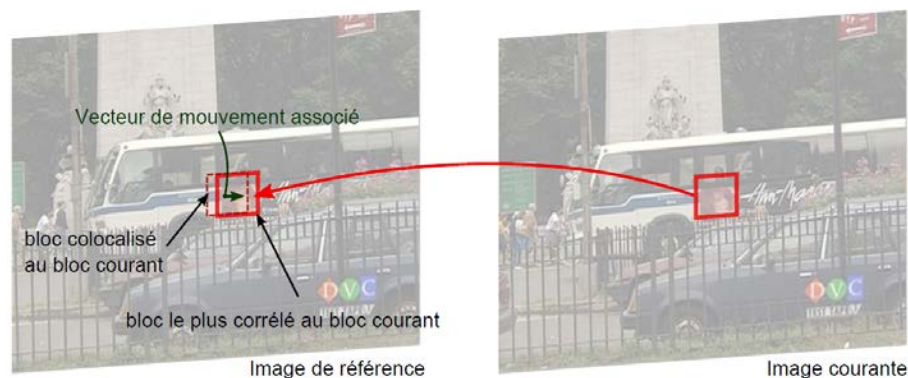 Vecteur de mouvement associé
bloc colocalisé
au bloc courant
bloc le plus corrélé au bloc courant
DVC
Image de référence
DVC
TEST TAPE
Image courante